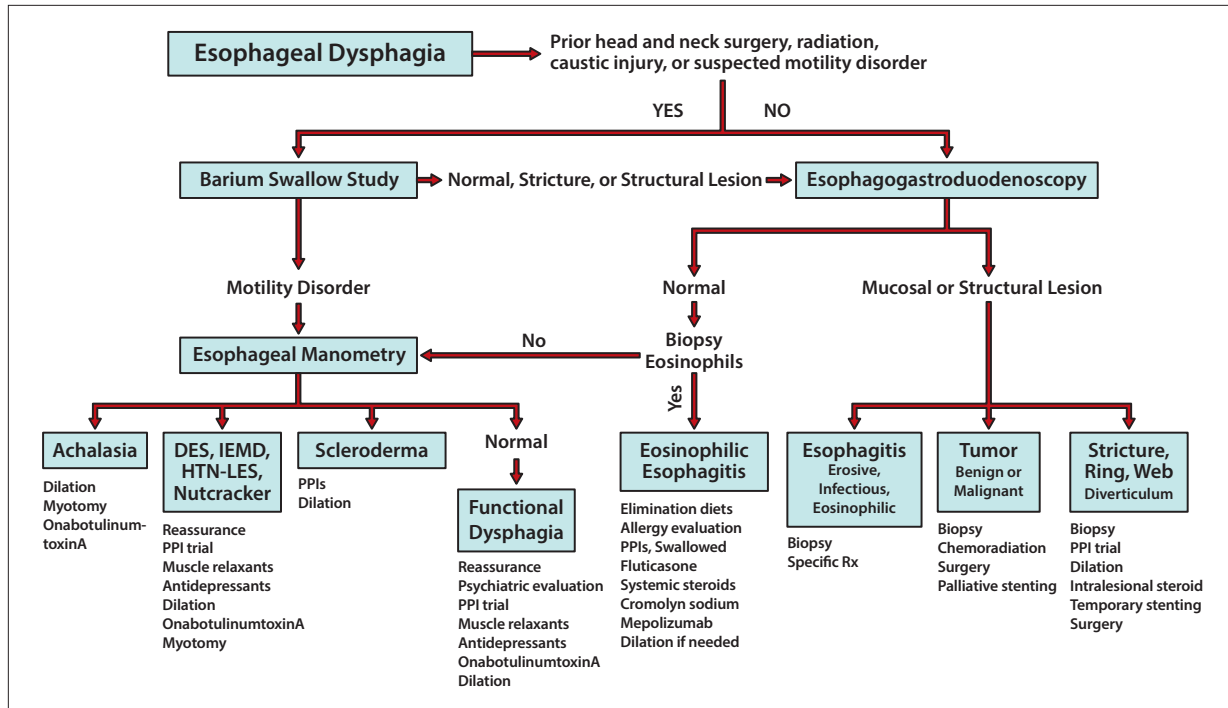 Esophageal Dysphagia
Prior head and neck surgery, radiation,
caustic injury, or suspected motility disorder
YES
NO
Barium Swallow Study
Normal, Stricture, or Structural Lesion
Esophagogastroduodenoscopy
Motility Disorder
Normal
Mucosal or Structural Lesion
Esophageal Manometry
No
Biopsy
Eosinophils
Yes
Achalasia
Dilation
Myotomy
Onabotulinum-
toxinA
DES, IEMD,
HTN-LES,
Nutcracker
Reassurance
PPI trial
Muscle relaxants
Antidepressants
Dilation
OnabotulinumtoxinA
Myotomy
Scleroderma
PPIs
Dilation
Normal
Functional
Dysphagia
Reassurance
Psychiatric evaluation
PPI trial
Muscle relaxants
Antidepressants
OnabotulinumtoxinA
Dilation
Eosinophilic
Esophagitis
Elimination diets
Allergy evaluation
PPIs, Swallowed
Fluticasone
Systemic steroids
Cromolyn sodium
Mepolizumab
Dilation if needed
Esophagitis
Erosive,
Infectious,
Eosinophilic
Biopsy
Specific Rx
Tumor
Benign or
Malignant
Biopsy
Chemoradiation
Surgery
Palliative stenting
Stricture,
Ring, Web
Diverticulum
Biopsy
PPI trial
Dilation
Intralesional steroid
Temporary stenting
Surgery